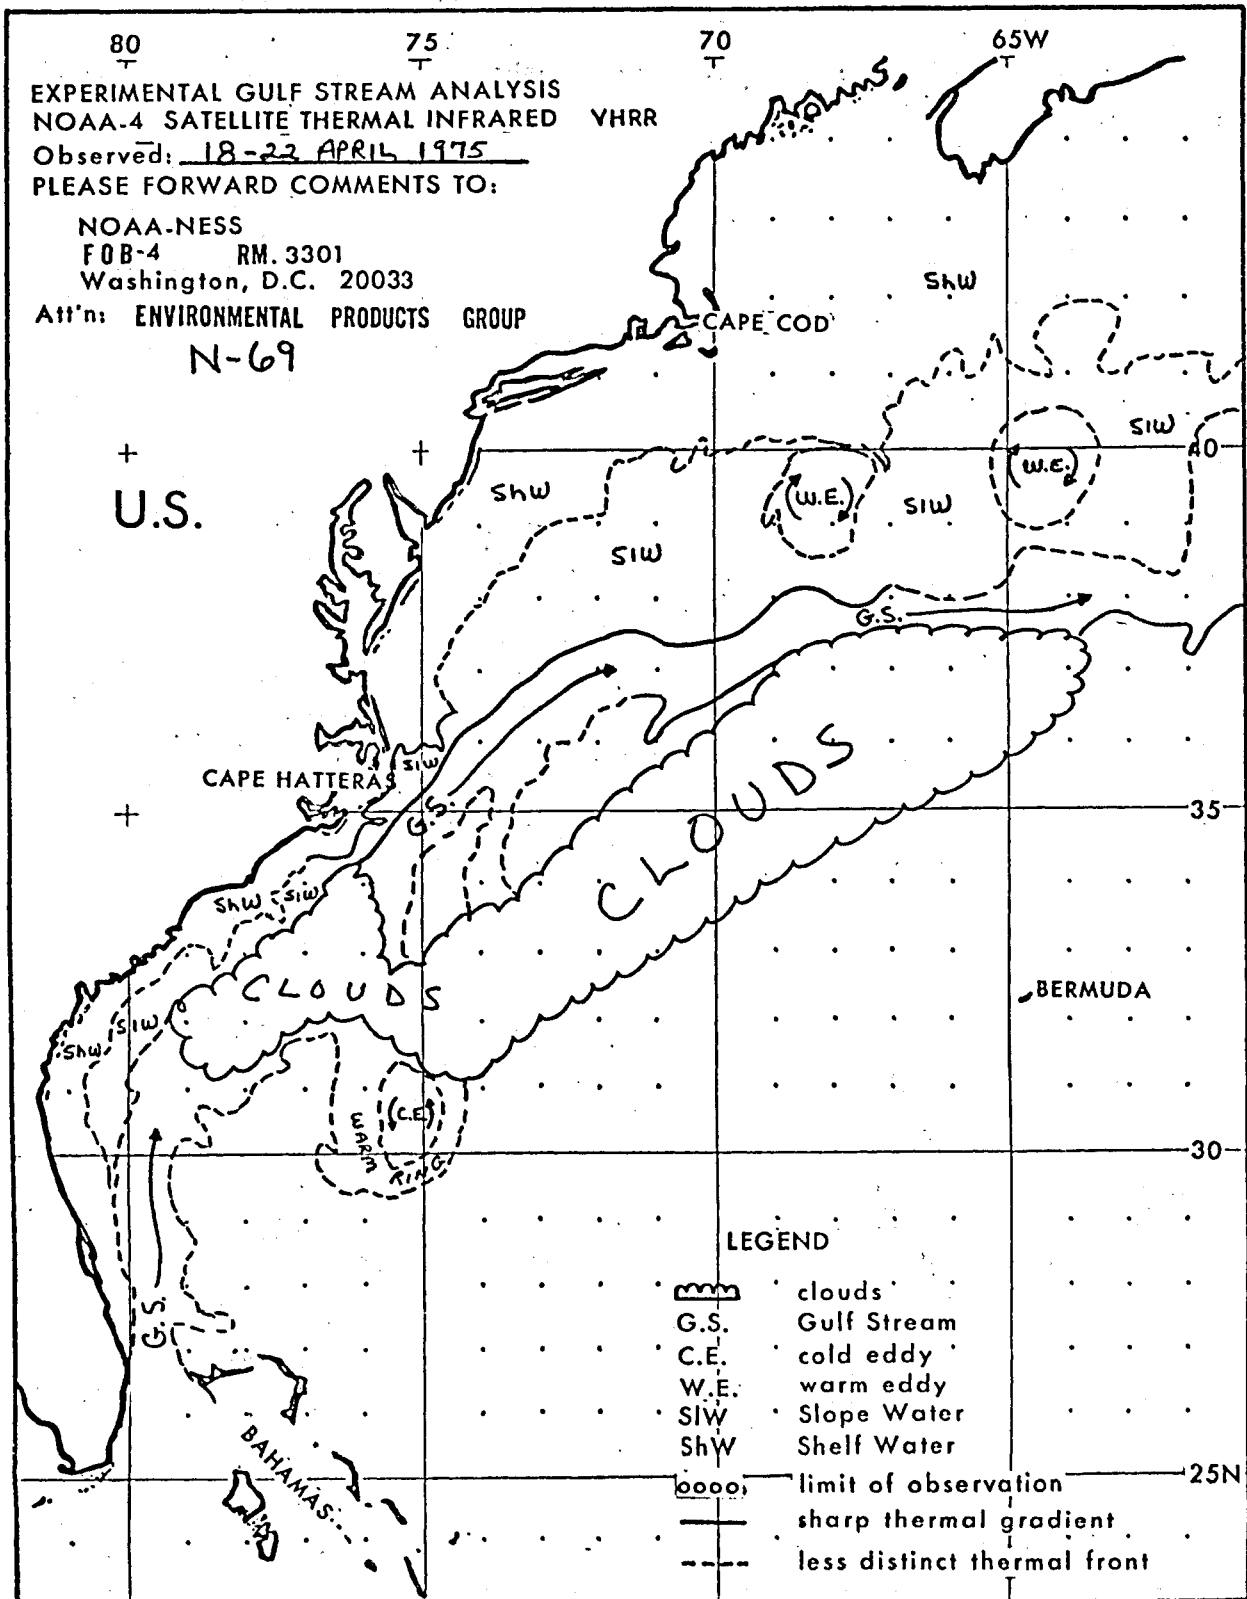 80 75 70 65W
EXPERIMENTAL GULF STREAM ANALYSIS
NOAA-4 SATELLITE THERMAL INFRARED VHRR
Observed: 18-22 APRIL 1975
PLEASE FORWARD COMMENTS TO:
NOAA-NESS
FOB-4 RM. 3301
Washington, D.C. 20033
Att'n: ENVIRONMENTAL PRODUCTS GROUP
N-69
ShW
CAPE COD
SlW
40
W.E.
ShW
W.E.
SlW
U.S.
SlW
G.S.
SlW
CAPE HATTERAS
G.S.
35
CLOUDS
ShW
SlW
CLOUDS
BERMUDA
SlW
ShW
C.E.
WARM
RING
30
LEGEND
clouds
G.S. Gulf Stream
C.E. cold eddy
W.E. warm eddy
SlW Slope Water
ShW Shelf Water
limit of observation
sharp thermal gradient
less distinct thermal front
G.S.
BAHAMAS
25N